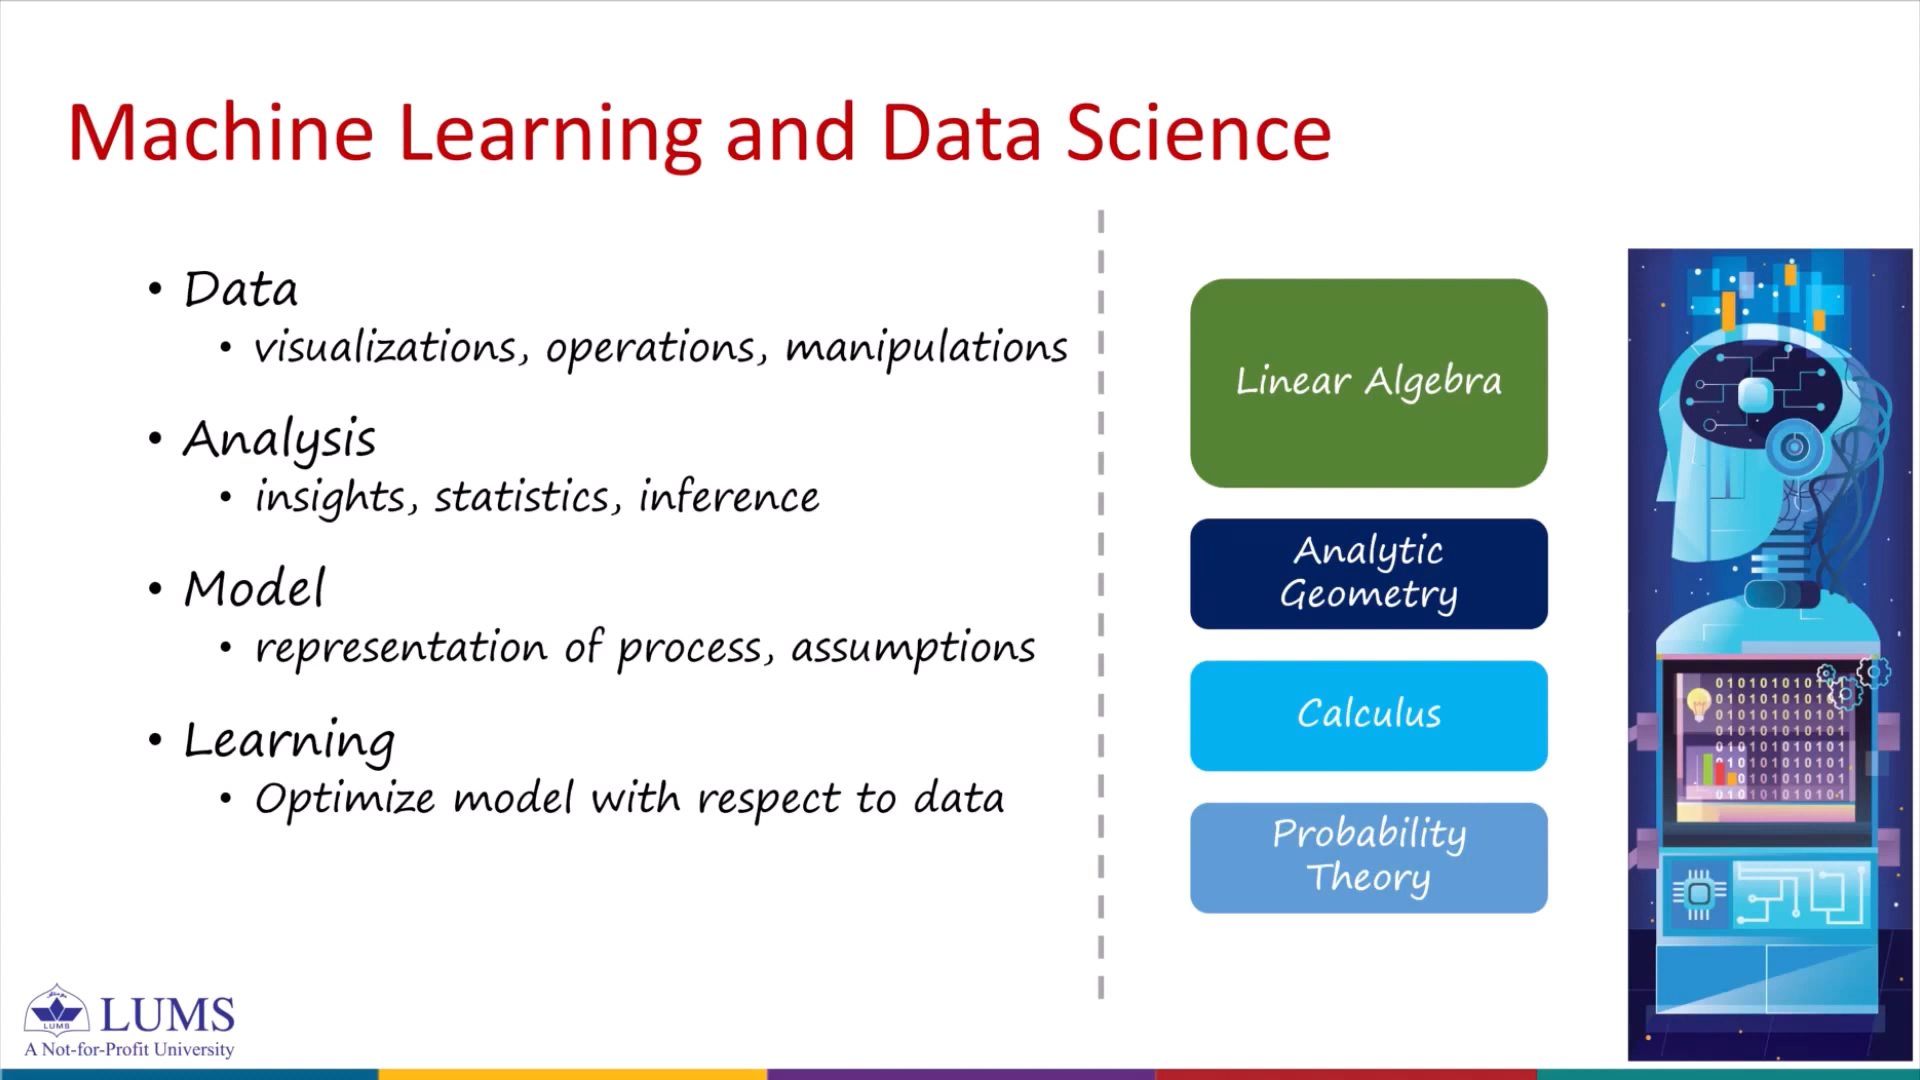 Machine Learning and Data Science
• Data
• visualizations, operations, manipulations
• Analysis
• insights, statistics, inference
• Model
• representation of process, assumptions
• Learning
• Optimize model with respect to data
Linear Algebra
Analytic
Geometry
Calculus
Probability
Theory
LUMS
LUMS
A Not-for-Profit University